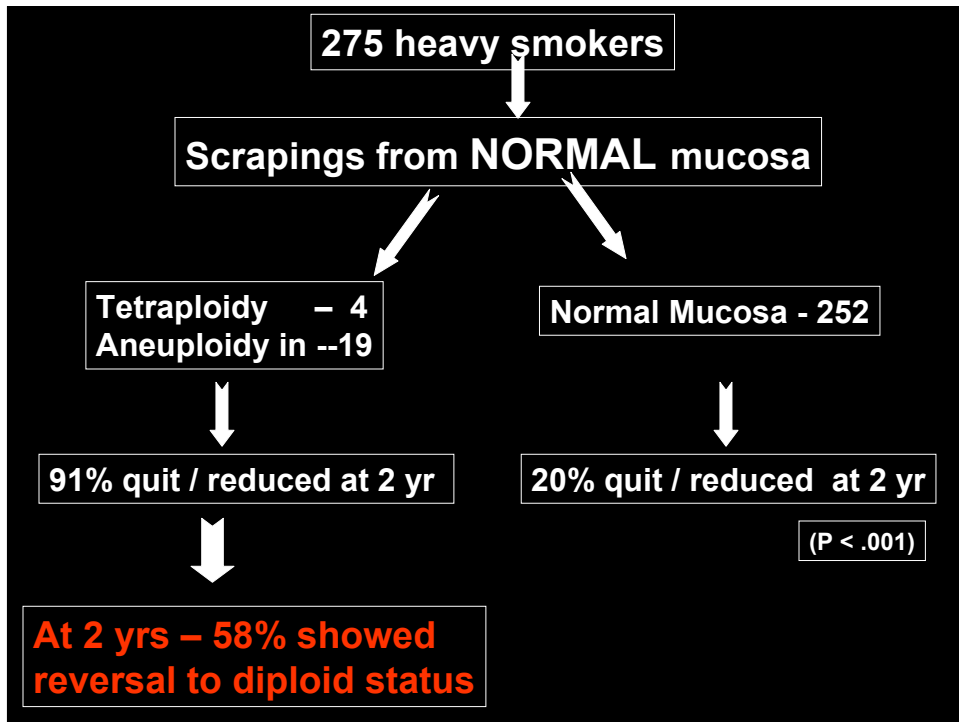 275 heavy smokers
Scrapings from NORMAL mucosa
Tetraploidy – 4
Aneuploidy in --19
Normal Mucosa - 252
91% quit / reduced at 2 yr
20% quit / reduced at 2 yr
(P < .001)
At 2 yrs – 58% showed
reversal to diploid status